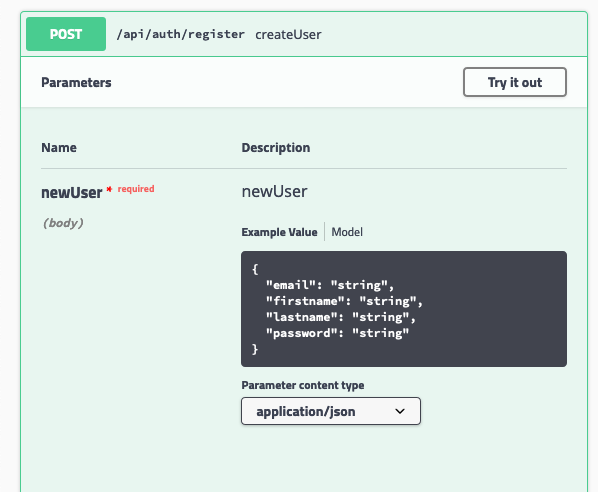 POST /api/auth/register createUser
Parameters
Try it out
Name Description
newUser * required newUser
(body)
Example Value Model
{
"email": "string",
"firstname": "string",
"lastname": "string",
"password": "string"
}
Parameter content type
application/json